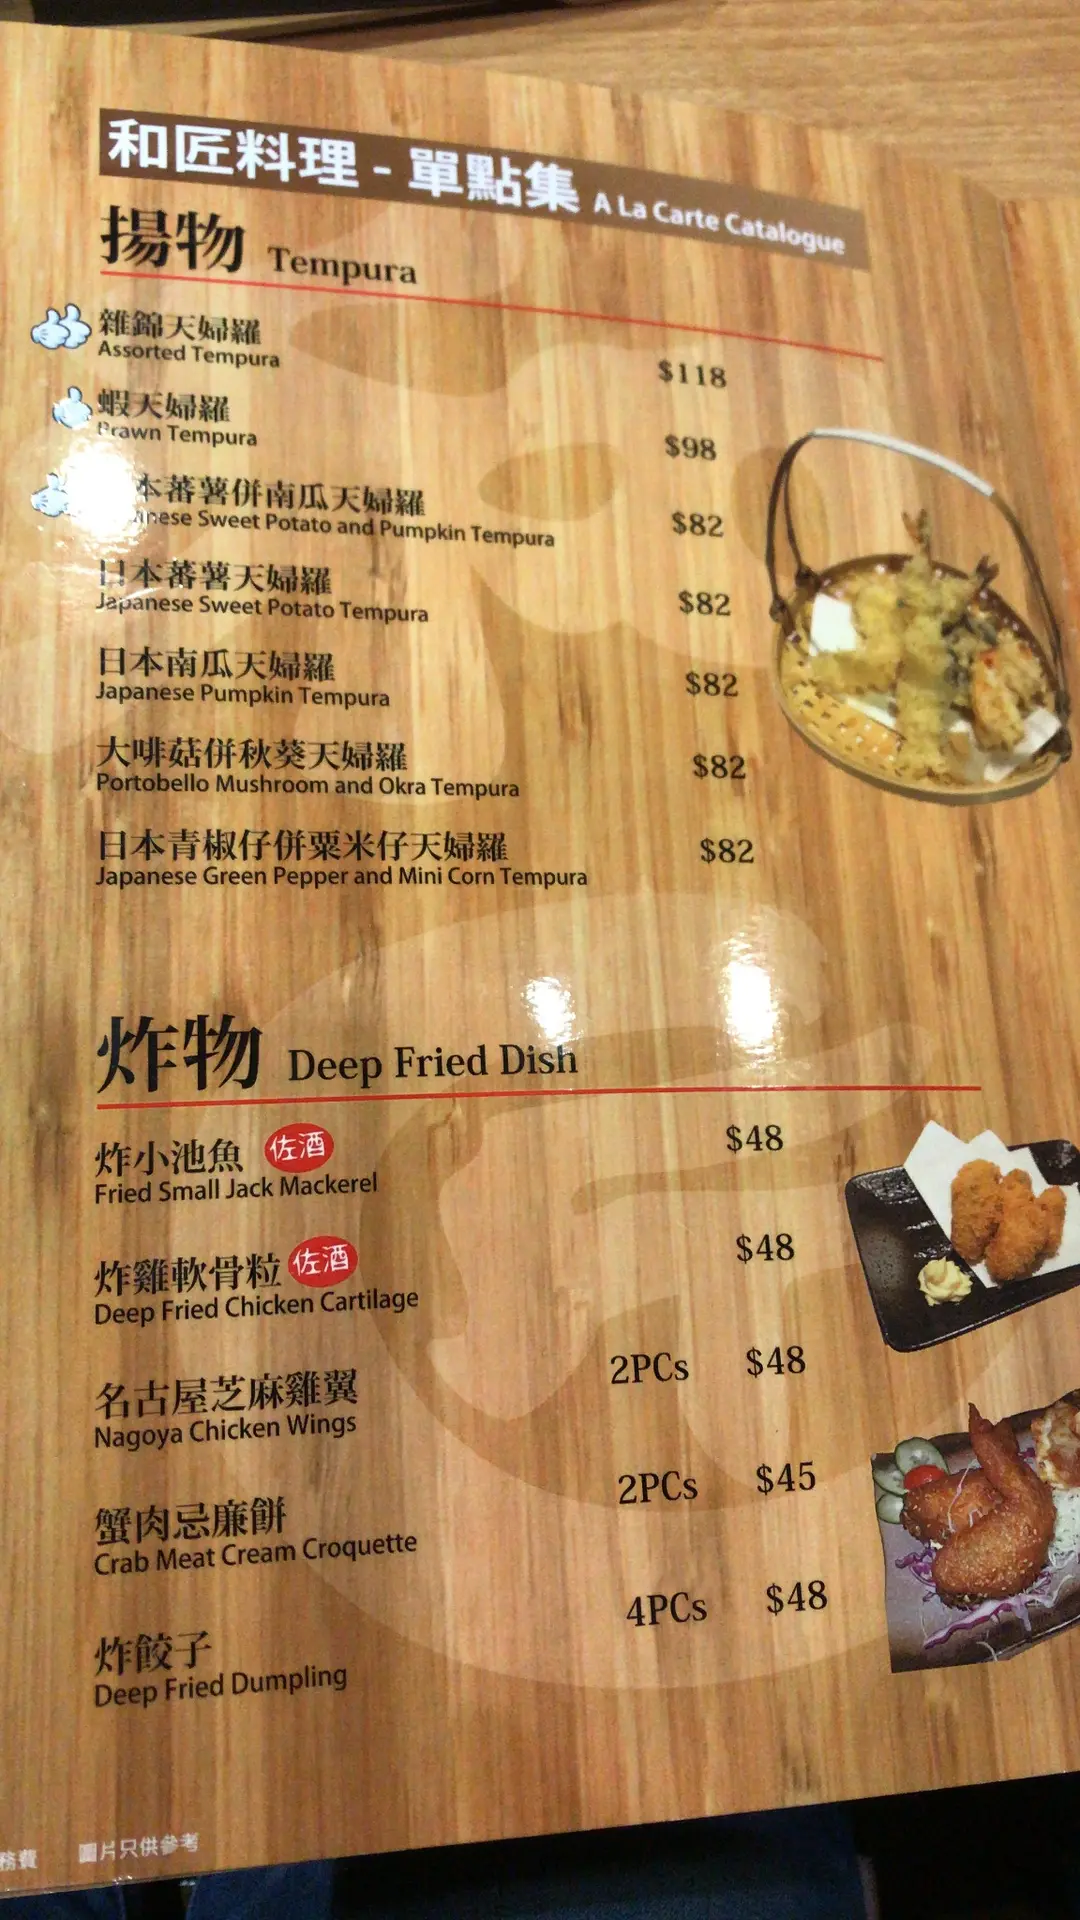 和匠料理 - 單點集 A La Carte Catalogue
揚物 Tempura
雜錦天婦羅
Assorted Tempura
$118
蝦天婦羅
Prawn Tempura
$98
本蕃薯併南瓜天婦羅
Sweet Potato and Pumpkin Tempura
$82
日本蕃薯天婦羅
Japanese Sweet Potato Tempura
$82
日本南瓜天婦羅
Japanese Pumpkin Tempura
$82
大啡菇併秋葵天婦羅
Portobello Mushroom and Okra Tempura
$82
日本青椒仔併粟米仔天婦羅
Japanese Green Pepper and Mini Corn Tempura
$82
炸物 Deep Fried Dish
炸小池魚 佐酒
Fried Small Jack Mackerel
$48
炸雞軟骨粒 佐酒
Deep Fried Chicken Cartilage
$48
名古屋芝麻雞翼
Nagoya Chicken Wings
2PCs $48
蟹肉忌廉餅
Crab Meat Cream Croquette
2PCs $45
炸餃子
Deep Fried Dumpling
4PCs $48
務費 圖片只供參考